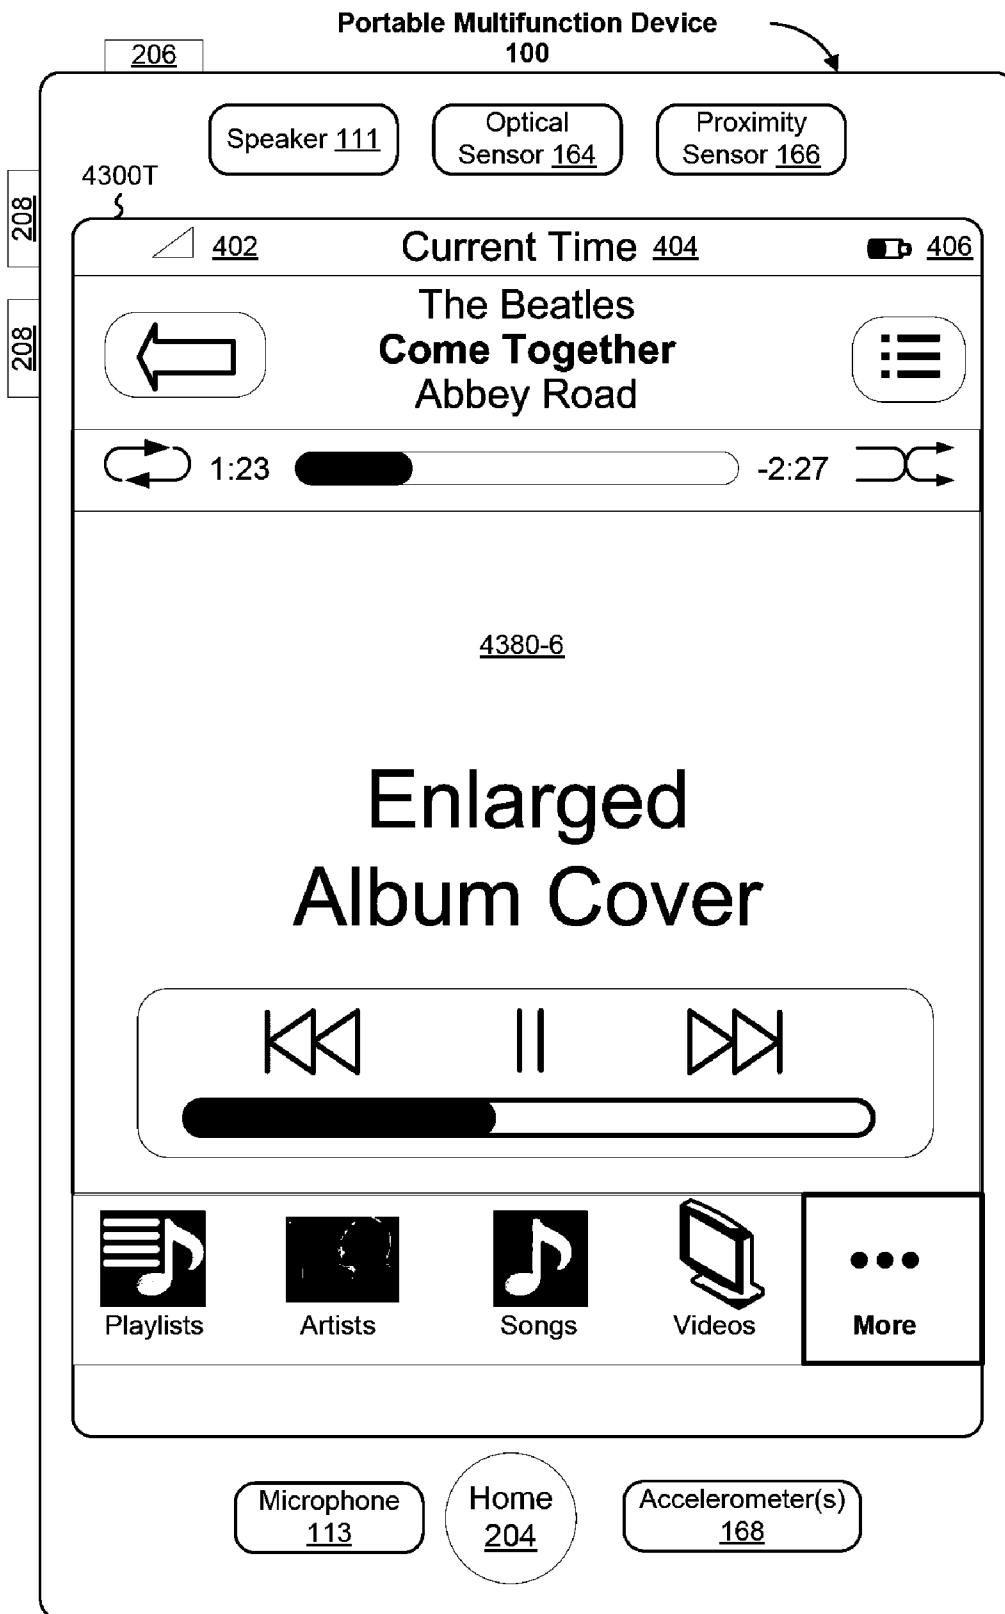 Portable Multifunction Device
100
206
Speaker 111
Optical
Sensor 164
Proximity
Sensor 166
4300T
208
208
402
Current Time 404
406
The Beatles
Come Together
Abbey Road
1:23
-2:27
4380-6
Enlarged
Album Cover
Playlists
Artists
Songs
Videos
More
Microphone
113
Home
204
Accelerometer(s)
168